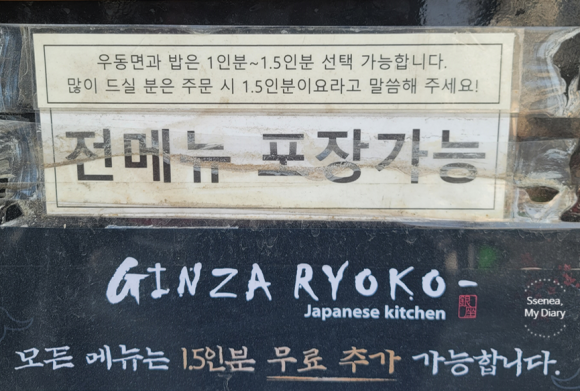 우동면과 밥은 1인분~1.5인분 선택 가능합니다.
많이 드실 분은 주문 시 1.5인분이요라고 말씀해 주세요!
전메뉴 포장가능
GINZA RYOKO-
Japanese kitchen
Ssenea,
My Diary
모든 메뉴는 1.5인분 무료 추가 가능합니다.